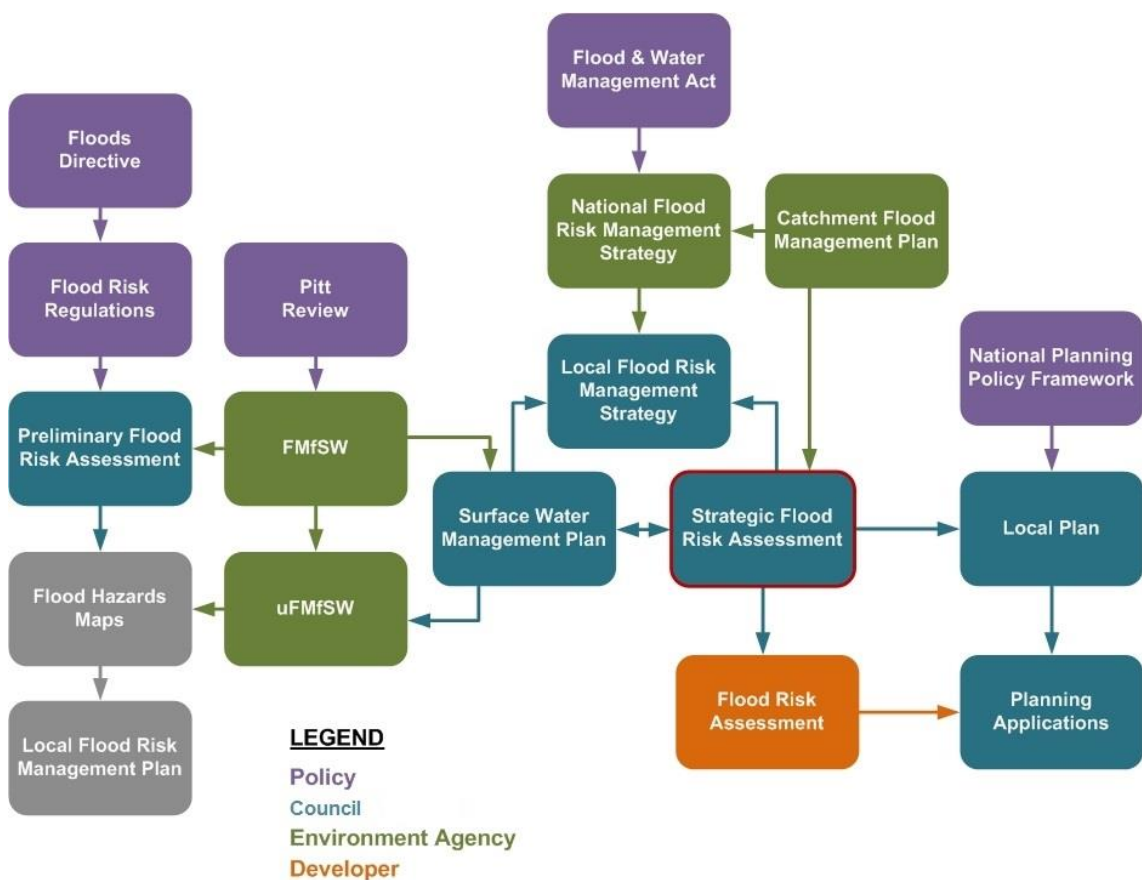 Flood & Water
Management Act
Floods
Directive
National Flood
Risk Management
Strategy
Catchment Flood
Management Plan
Flood Risk
Regulations
Pitt
Review
Local Flood Risk
Management
Strategy
National Planning
Policy Framework
Preliminary Flood
Risk Assessment
FMfSW
Surface Water
Management Plan
Strategic Flood
Risk Assessment
Local Plan
Flood Hazards
Maps
uFMfSW
Flood Risk
Assessment
Planning
Applications
Local Flood Risk
Management Plan
LEGEND
Policy
Council
Environment Agency
Developer